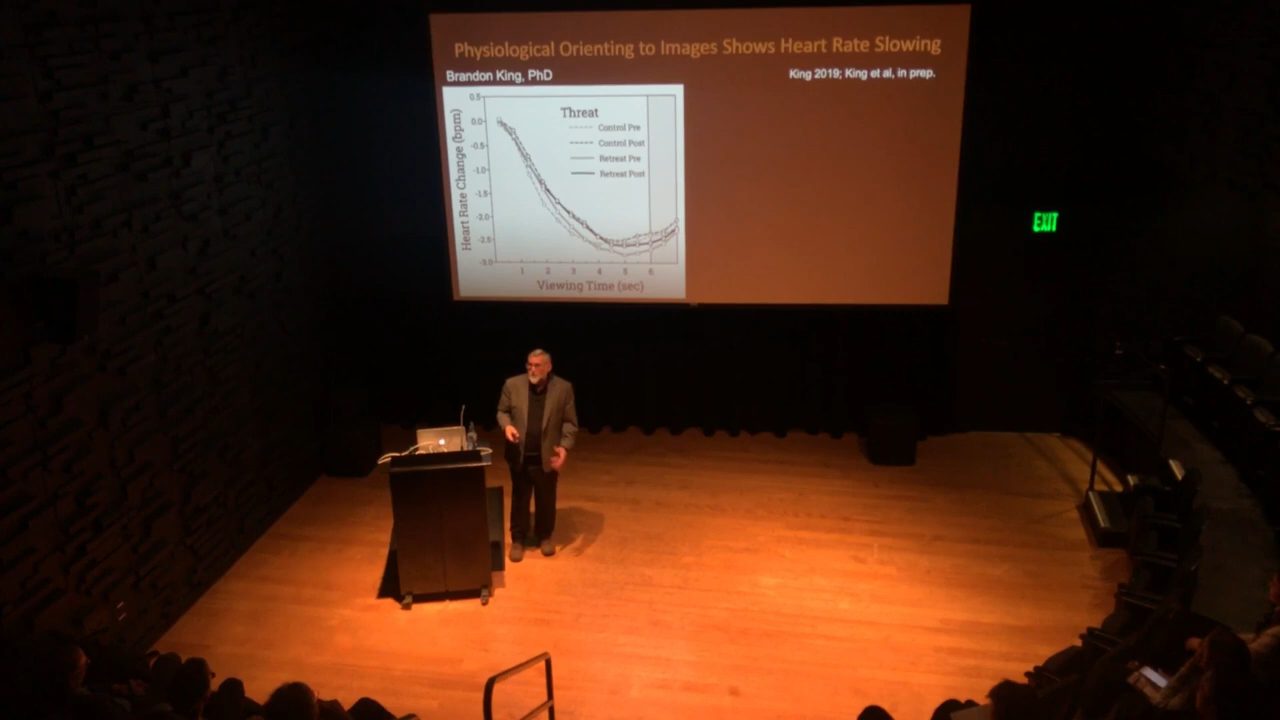 Physiological Orienting to Images Shows Heart Rate Slowing
Brandon King, PhD
King 2019; King et al, in prep.
Heart Rate Change (bpm)
0.5
0.0
-0.5
-1.0
-1.5
-2.0
-2.5
-3.0
Threat
Control Pre
Control Post
Retreat Pre
Retreat Post
1 2 3 4 5 6
Viewing Time (sec)
EXIT